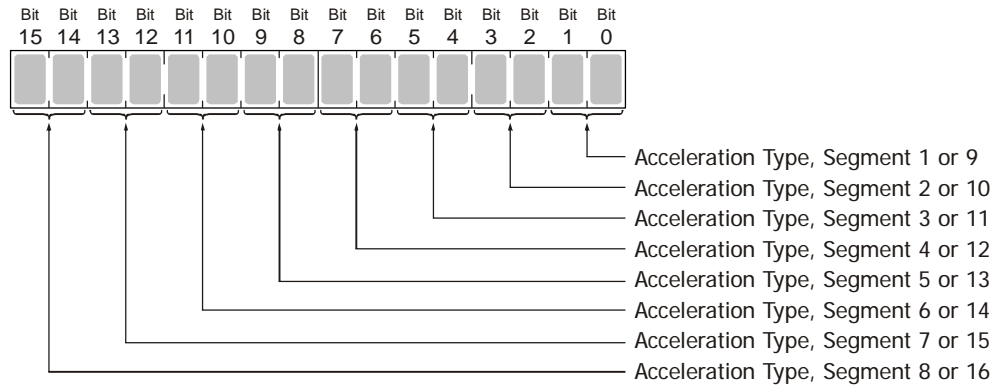 Bit Bit Bit Bit Bit Bit Bit Bit Bit Bit Bit Bit Bit Bit Bit Bit
15 14 13 12 11 10 9 8 7 6 5 4 3 2 1 0
Acceleration Type, Segment 1 or 9
Acceleration Type, Segment 2 or 10
Acceleration Type, Segment 3 or 11
Acceleration Type, Segment 4 or 12
Acceleration Type, Segment 5 or 13
Acceleration Type, Segment 6 or 14
Acceleration Type, Segment 7 or 15
Acceleration Type, Segment 8 or 16